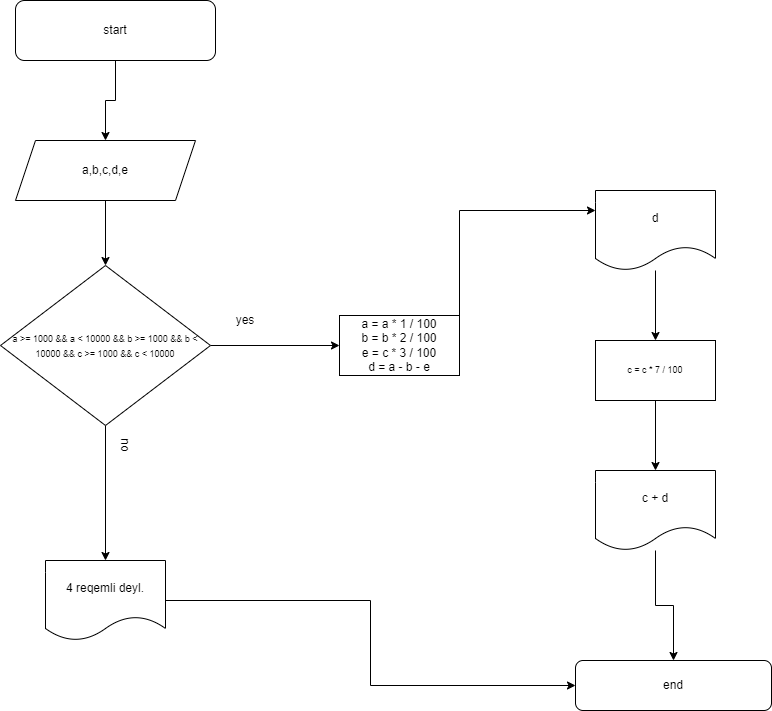 start
a,b,c,d,e
a >= 1000 && a < 10000 && b >= 1000 && b <
10000 && c >= 1000 && c < 10000
yes
no
a = a * 1 / 100
b = b * 2 / 100
e = c * 3 / 100
d = a - b - e
d
c = c * 7 / 100
c + d
4 reqemli deyl.
end